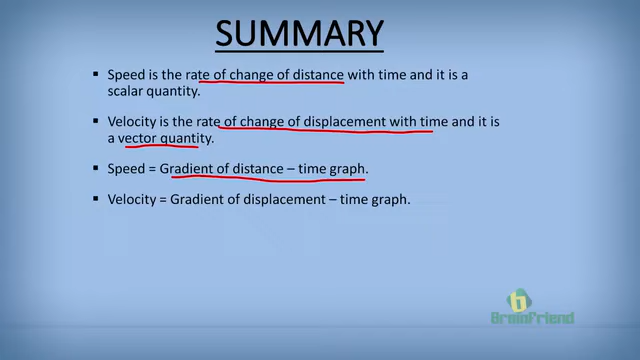 SUMMARY
▪ Speed is the rate of change of distance with time and it is a
scalar quantity.
▪ Velocity is the rate of change of displacement with time and it is
a vector quantity.
▪ Speed = Gradient of distance – time graph.
▪ Velocity = Gradient of displacement – time graph.
b
BrainFriend